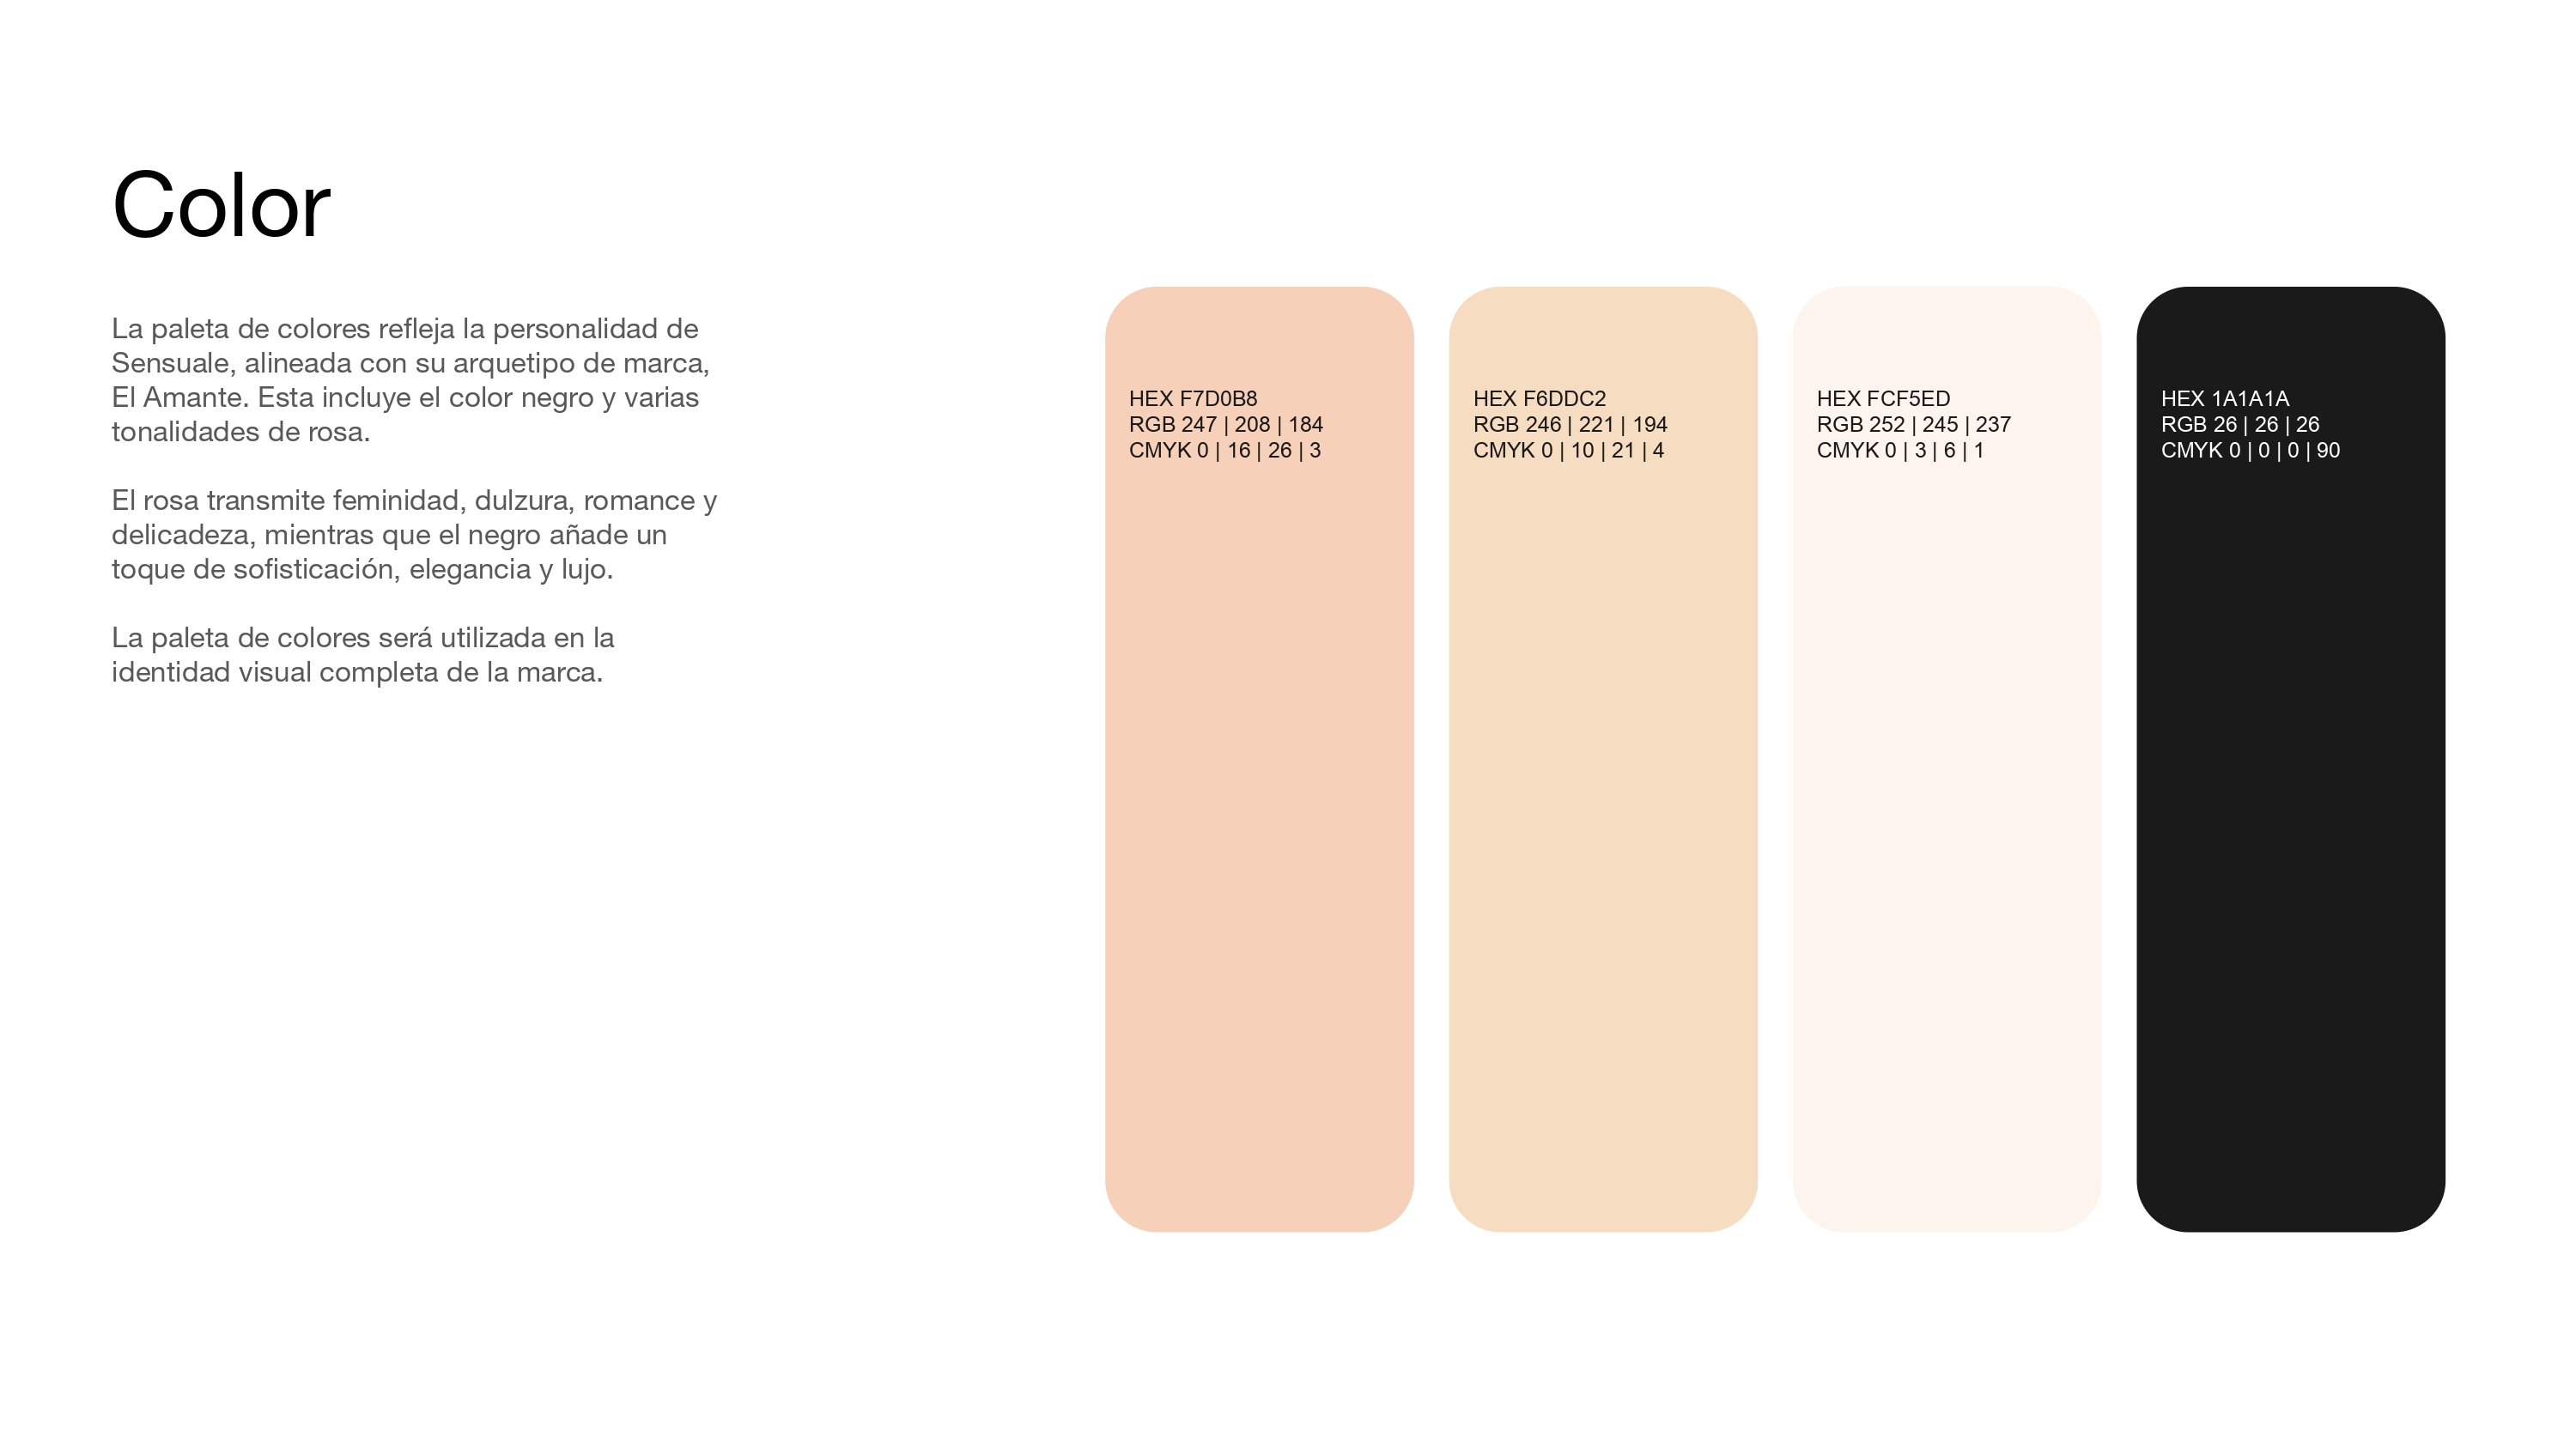 Color
La paleta de colores refleja la personalidad de
Sensuale, alineada con su arquetipo de marca,
El Amante. Esta incluye el color negro y varias
tonalidades de rosa.
El rosa transmite feminidad, dulzura, romance y
delicadeza, mientras que el negro añade un
toque de sofisticación, elegancia y lujo.
La paleta de colores será utilizada en la
identidad visual completa de la marca.
HEX F7D0B8
RGB 247 | 208 | 184
CMYK 0 | 16 | 26 | 3
HEX F6DDC2
RGB 246 | 221 | 194
CMYK 0 | 10 | 21 | 4
HEX FCF5ED
RGB 252 | 245 | 237
CMYK 0 | 3 | 6 | 1
HEX 1A1A1A
RGB 26 | 26 | 26
CMYK 0 | 0 | 0 | 90